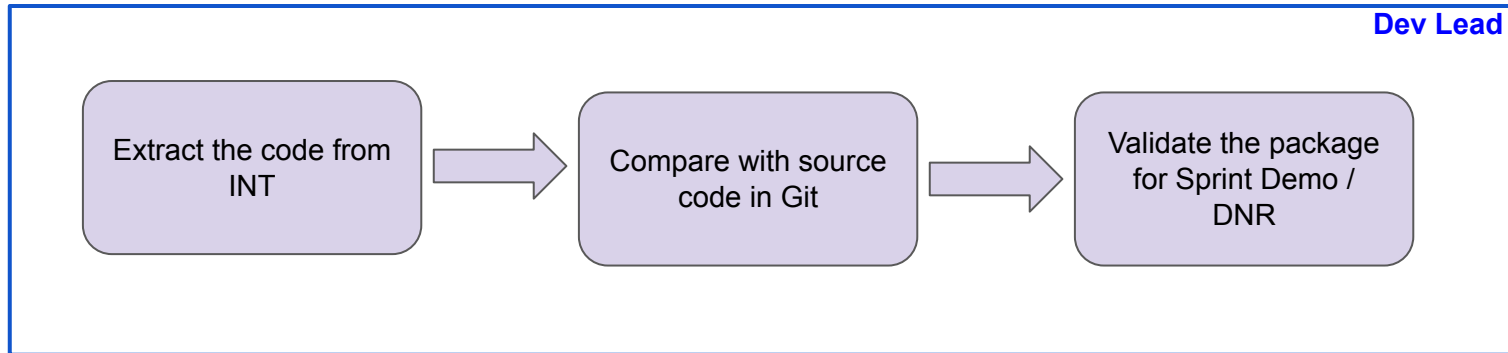 Dev Lead
Extract the code from
INT
Compare with source
code in Git
Validate the package
for Sprint Demo /
DNR